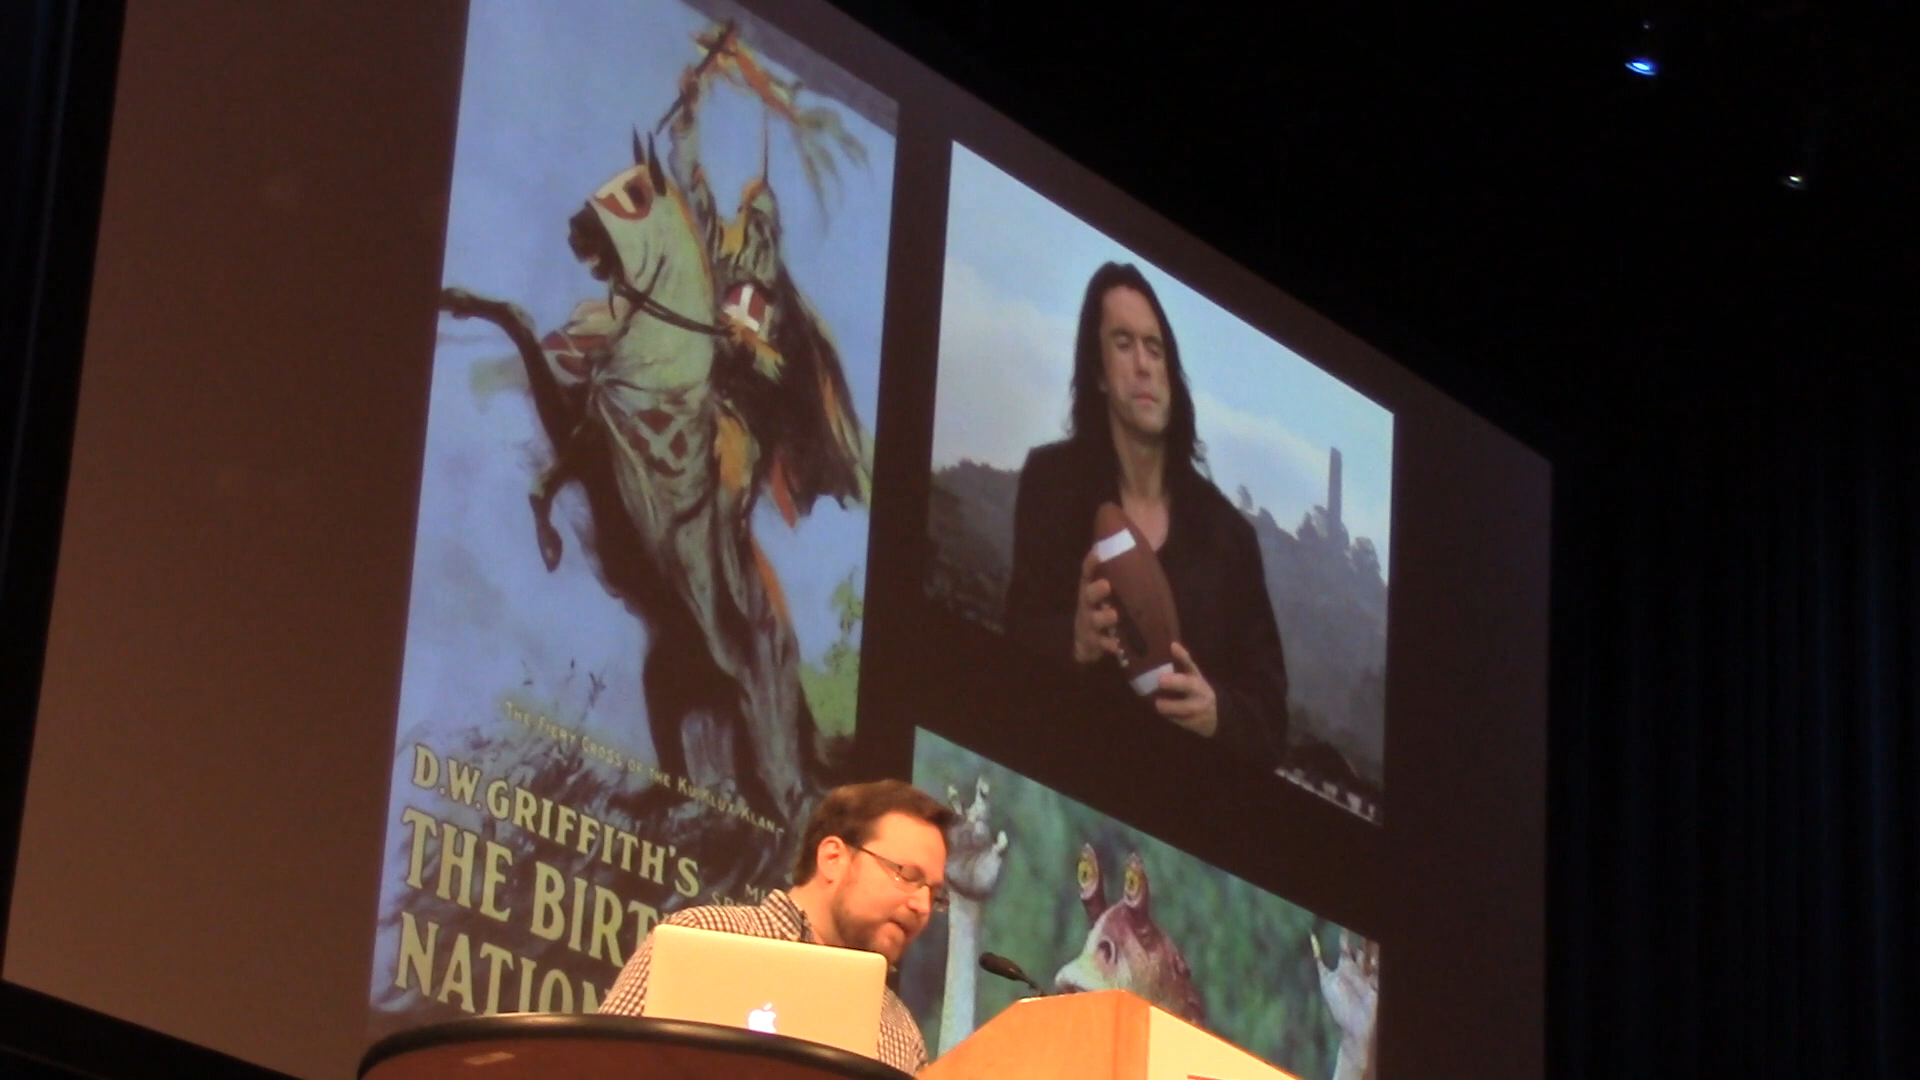 THE FIERY CROSS OF THE KU KLUX KLAN
D.W. GRIFFITH'S
THE BIRT
NATION